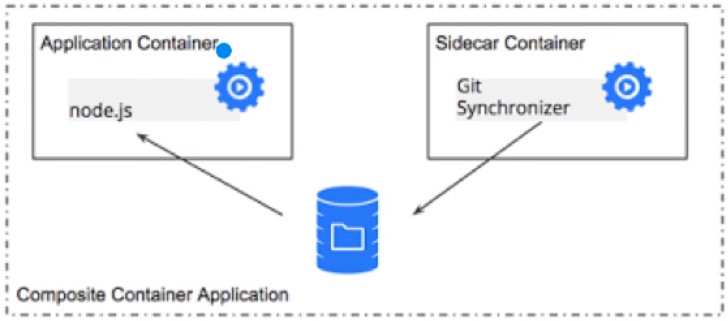 Application Container
Sidecar Container
node.js
Git
Synchronizer
Composite Container Application